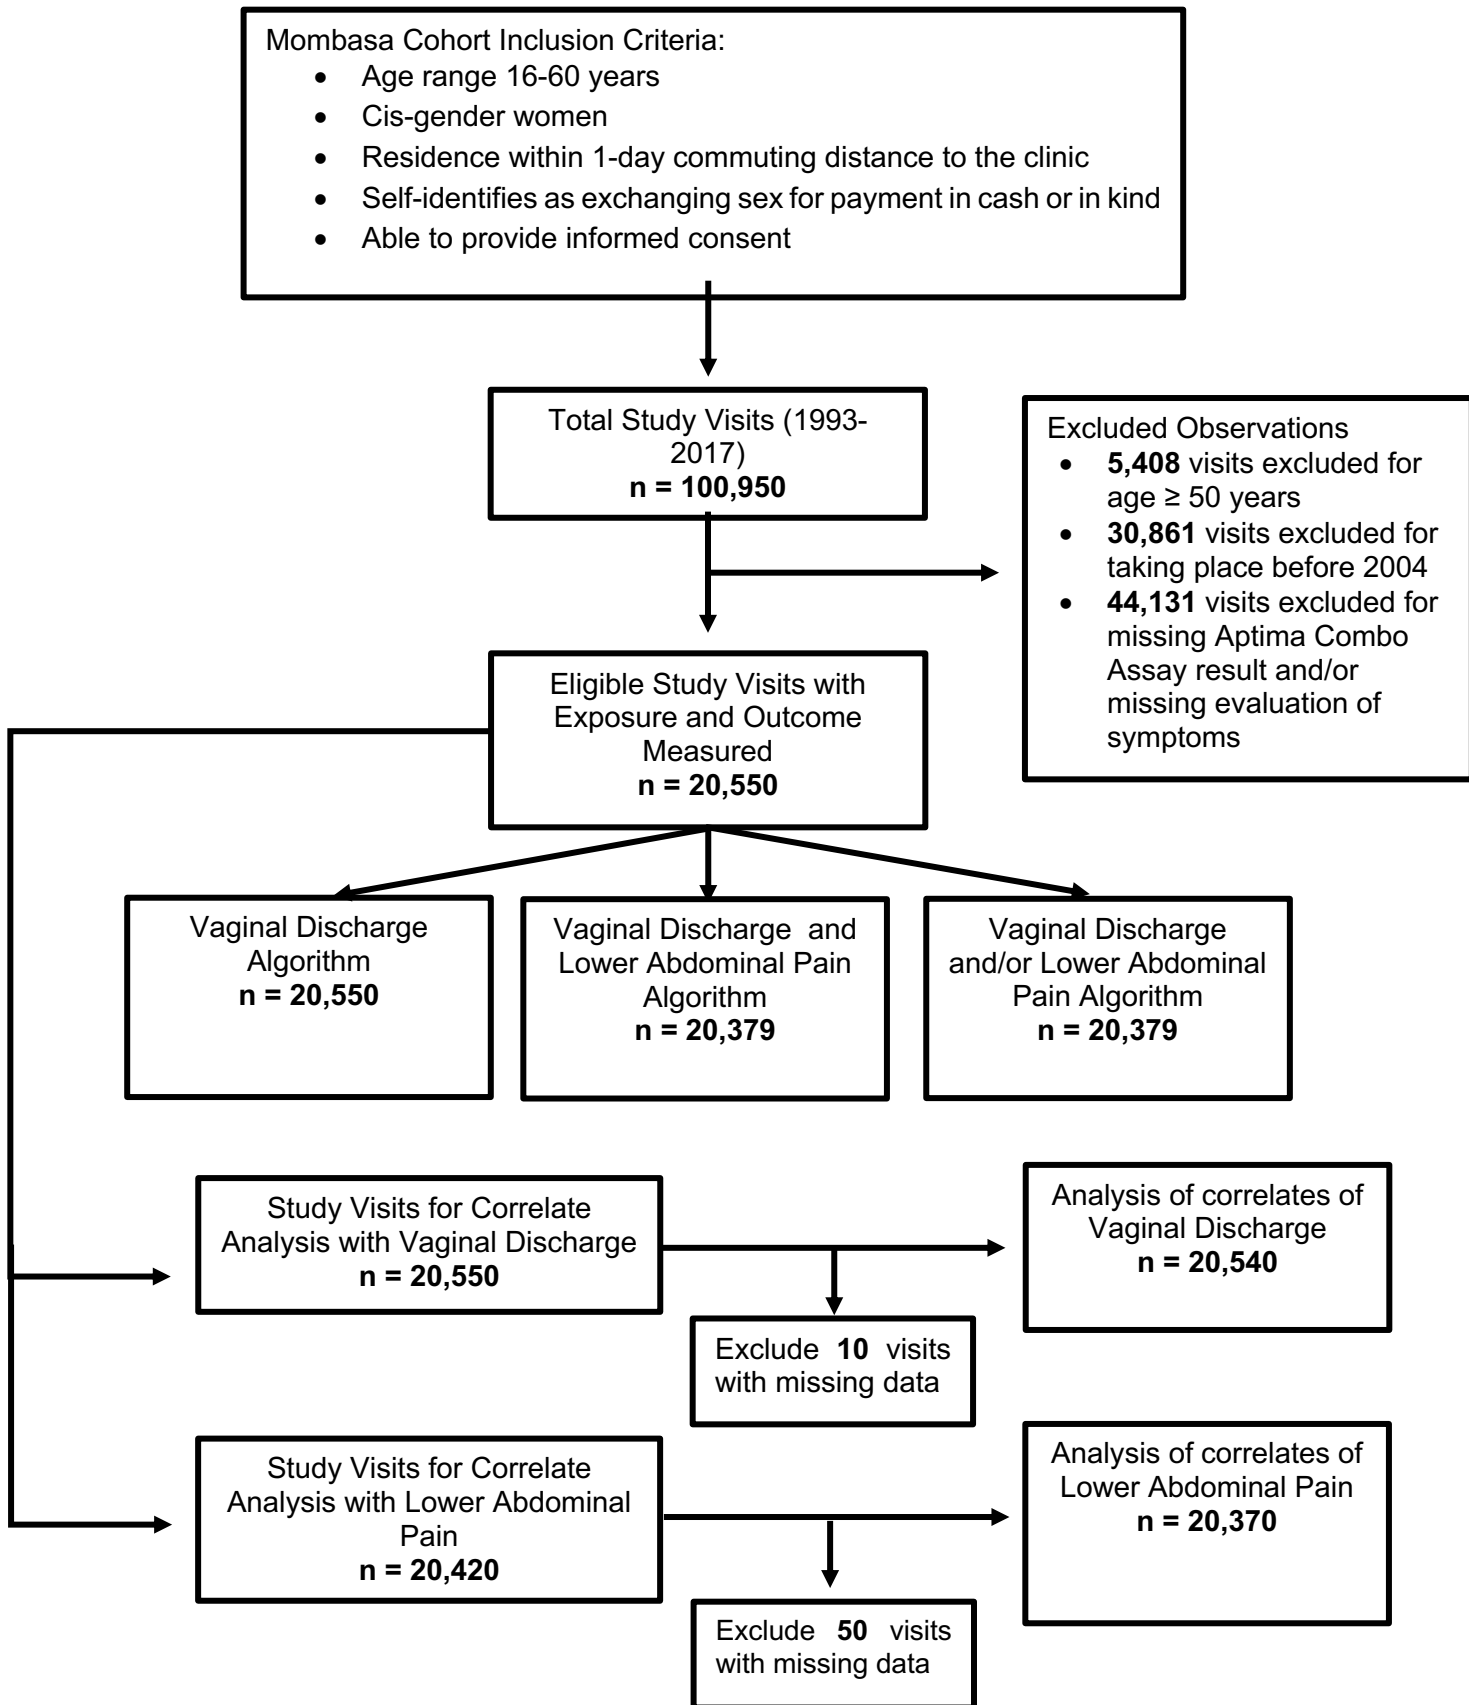 Mombasa Cohort Inclusion Criteria:
• Age range 16-60 years
• Cis-gender women
• Residence within 1-day commuting distance to the clinic
• Self-identifies as exchanging sex for payment in cash or in kind
• Able to provide informed consent
Total Study Visits (1993-
2017)
n = 100,950
Excluded Observations
• 5,408 visits excluded for
age ≥ 50 years
• 30,861 visits excluded for
taking place before 2004
• 44,131 visits excluded for
missing Aptima Combo
Assay result and/or
missing evaluation of
symptoms
Eligible Study Visits with
Exposure and Outcome
Measured
n = 20,550
Vaginal Discharge
Algorithm
n = 20,550
Vaginal Discharge and
Lower Abdominal Pain
Algorithm
n = 20,379
Vaginal Discharge
and/or Lower Abdominal
Pain Algorithm
n = 20,379
Study Visits for Correlate
Analysis with Vaginal Discharge
n = 20,550
Analysis of correlates of
Vaginal Discharge
n = 20,540
Exclude 10 visits
with missing data
Study Visits for Correlate
Analysis with Lower Abdominal
Pain
n = 20,420
Analysis of correlates of
Lower Abdominal Pain
n = 20,370
Exclude 50 visits
with missing data